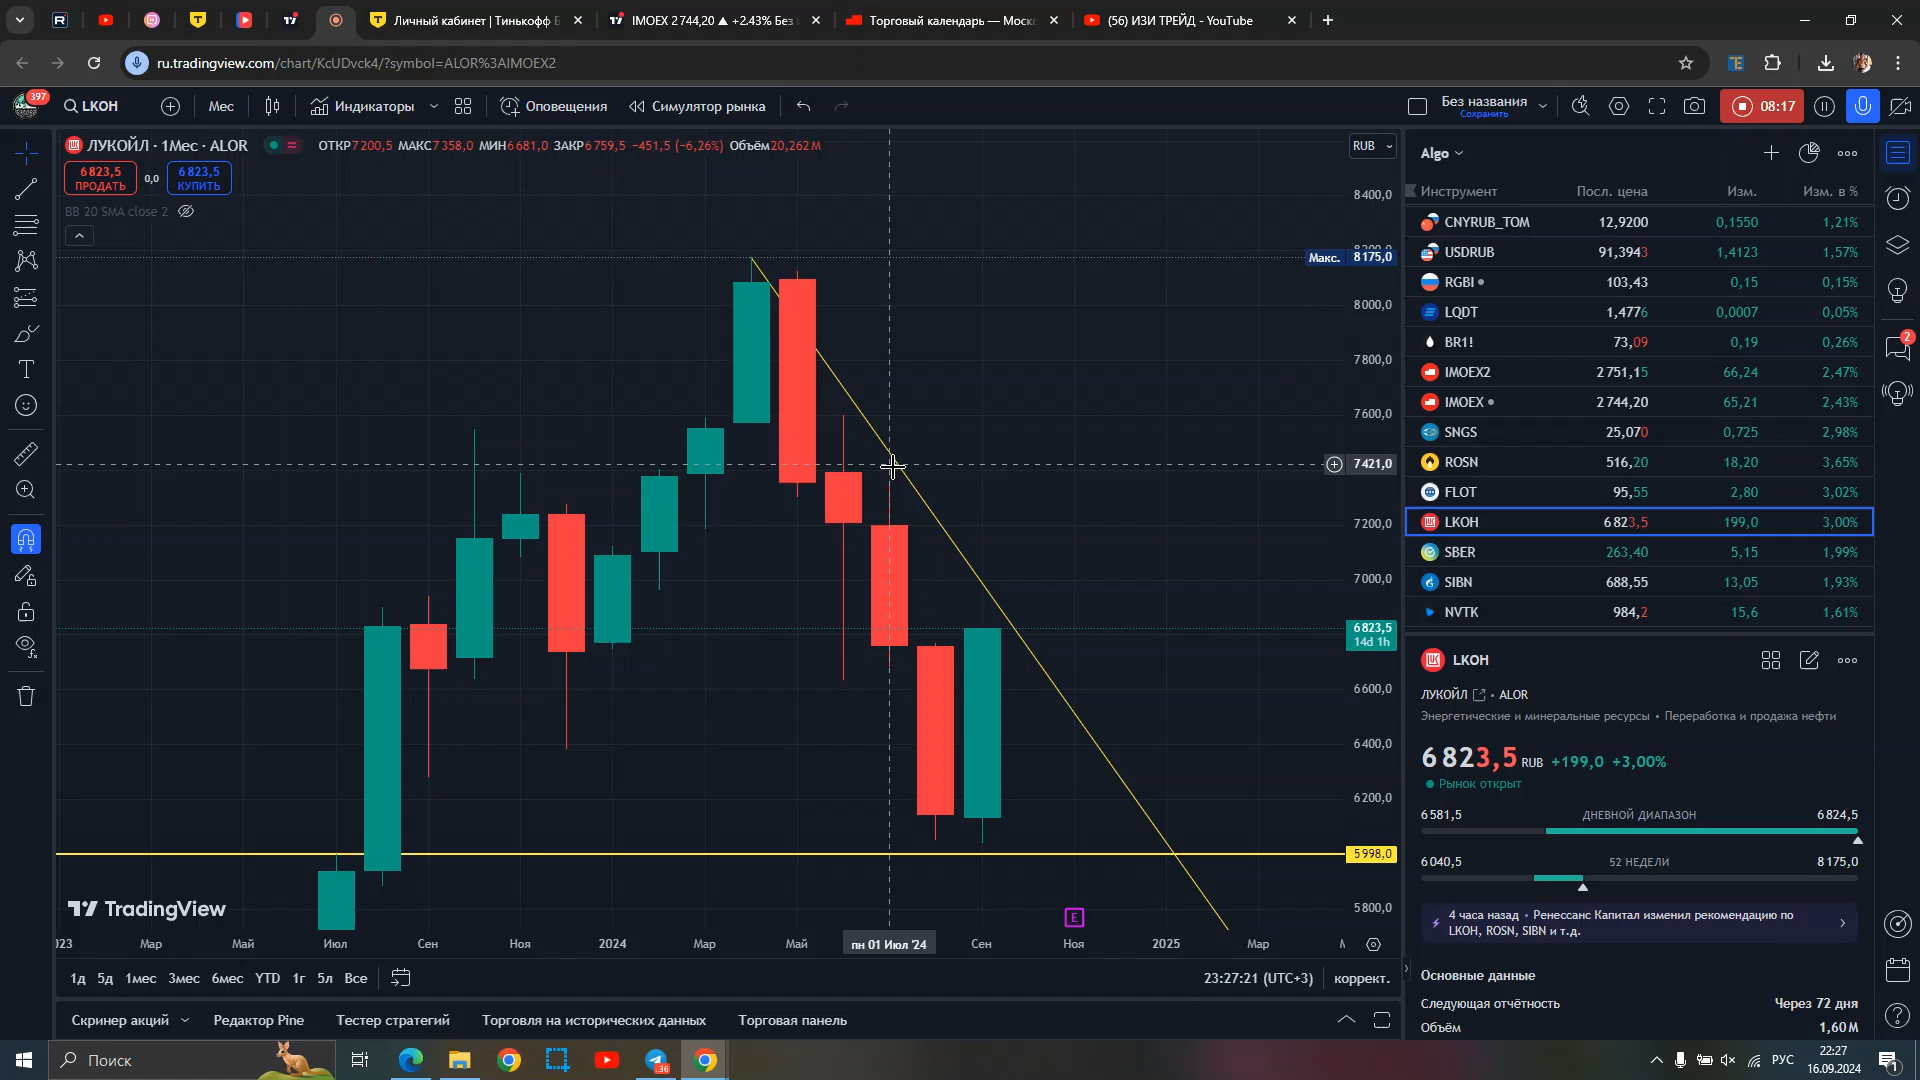 Личный кабинет | Тинькофф Б
IMOEX 2 744,20 ▲ +2.43% Без
Торговый календарь — Моск
(56) ИЗИ ТРЕЙД - YouTube
ru.tradingview.com/chart/KcUDvck4/?symbol=ALOR%3AIMOEX2
397
LKOH
Мес
Индикаторы
Оповещения
Симулятор рынка
Без названия
Сохранить
08:17
ЛУКОЙЛ · 1Мес · ALOR
ОТКР7 200,5 МАКС7 358,0 МИН6 681,0 ЗАКР6 759,5 −451,5 (−6,26%) Объём20,262 M
6 823,5
ПРОДАТЬ
0,0
6 823,5
КУПИТЬ
BB 20 SMA close 2
RUB
8 400,0
8 200,0
Макс. 8 175,0
8 000,0
7 800,0
7 600,0
7 421,0
7 200,0
7 000,0
6 823,5
14d 1h
6 600,0
6 400,0
6 200,0
5 998,0
5 800,0
TradingView
E
2023
Мар
Май
Июл
Сен
Ноя
2024
Мар
Май
пн 01 Июл '24
Сен
Ноя
2025
Мар
1д 5д 1мес 3мес 6мес YTD 1г 5л Все
23:27:21 (UTC+3)
коррект.
Скринер акций
Редактор Pine
Тестер стратегий
Торговля на исторических данных
Торговая панель
Algo
Инструмент Посл. цена Изм. Изм. в %
CNYRUB_TOM 12,9200 0,1550 1,21%
USDRUB 91,3943 1,4123 1,57%
RGBI 103,43 0,15 0,15%
LQDT 1,4776 0,0007 0,05%
BR1! 73,09 0,19 0,26%
IMOEX2 2 751,15 66,24 2,47%
IMOEX 2 744,20 65,21 2,43%
SNGS 25,070 0,725 2,98%
ROSN 516,20 18,20 3,65%
FLOT 95,55 2,80 3,02%
LKOH 6 823,5 199,0 3,00%
SBER 263,40 5,15 1,99%
SIBN 688,55 13,05 1,93%
NVTK 984,2 15,6 1,61%
2
LKOH
ЛУКОЙЛ • ALOR
Энергетические и минеральные ресурсы • Переработка и продажа нефти
6 823,5 RUB +199,0 +3,00%
Рынок открыт
6 581,5 ДНЕВНОЙ ДИАПАЗОН 6 824,5
6 040,5 52 НЕДЕЛИ 8 175,0
4 часа назад • Ренессанс Капитал изменил рекомендацию по
LKOH, ROSN, SIBN и т.д.
Основные данные
Следующая отчётность Через 72 дня
Объём 1,60 M
Поиск
36
РУС
22:27
16.09.2024
1